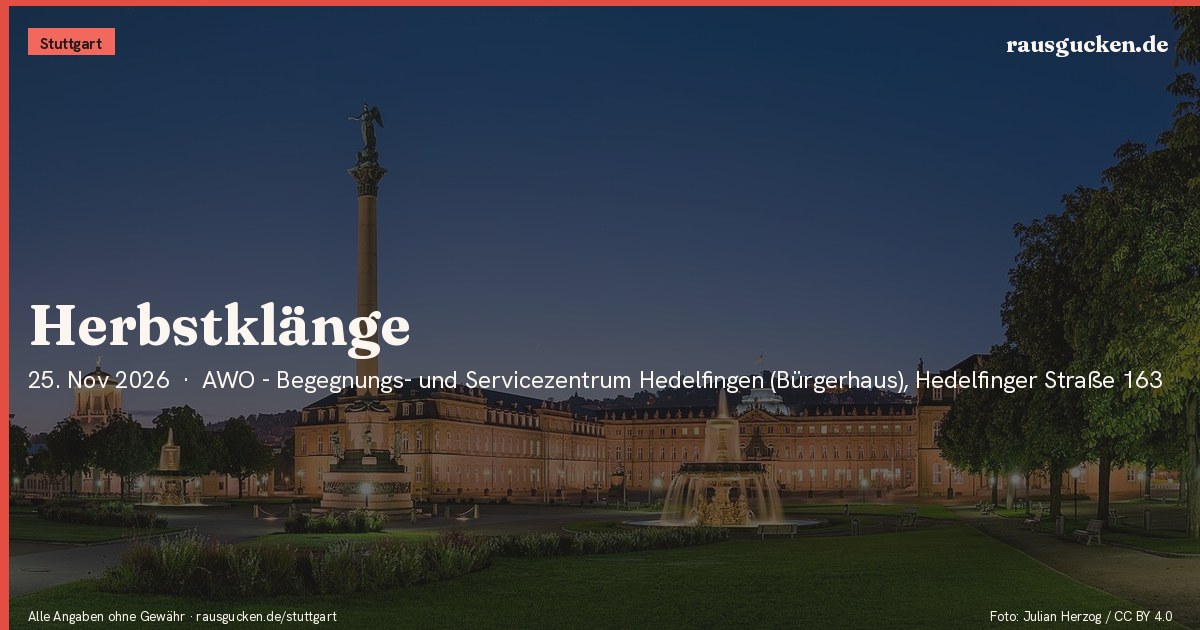 Stuttgart
rausgucken.de
Herbstklänge
25. Nov 2026 · AWO - Begegnungs- und Servicezentrum Hedelfingen (Bürgerhaus), Hedelfinger Straße 163
Alle Angaben ohne Gewähr · rausgucken.de/stuttgart
Foto: Julian Herzog / CC BY 4.0